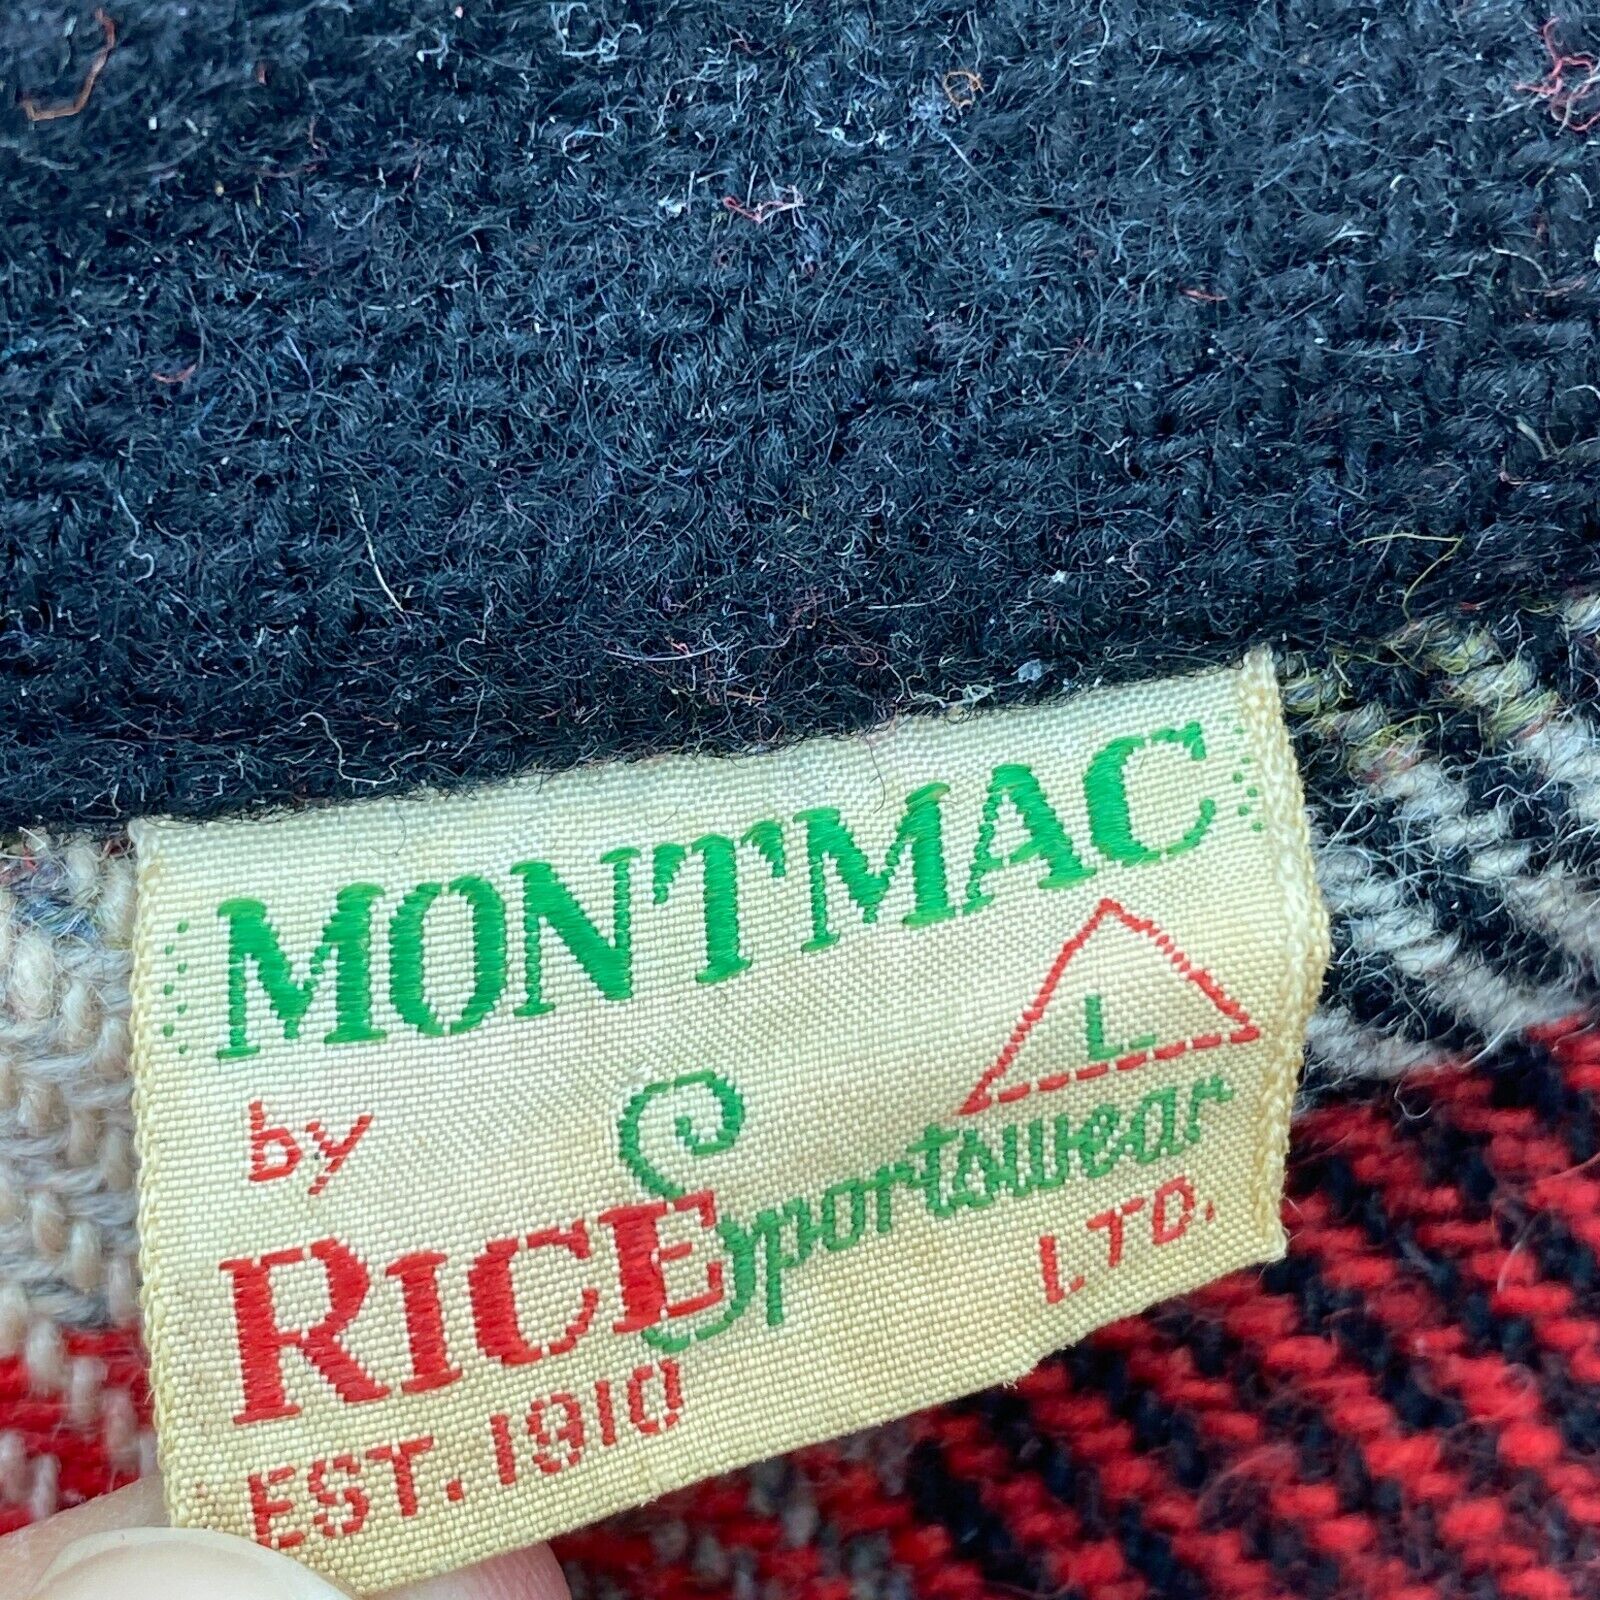 MONT'MAC
L
by
RICE Sportswear
LTD.
EST. 1910